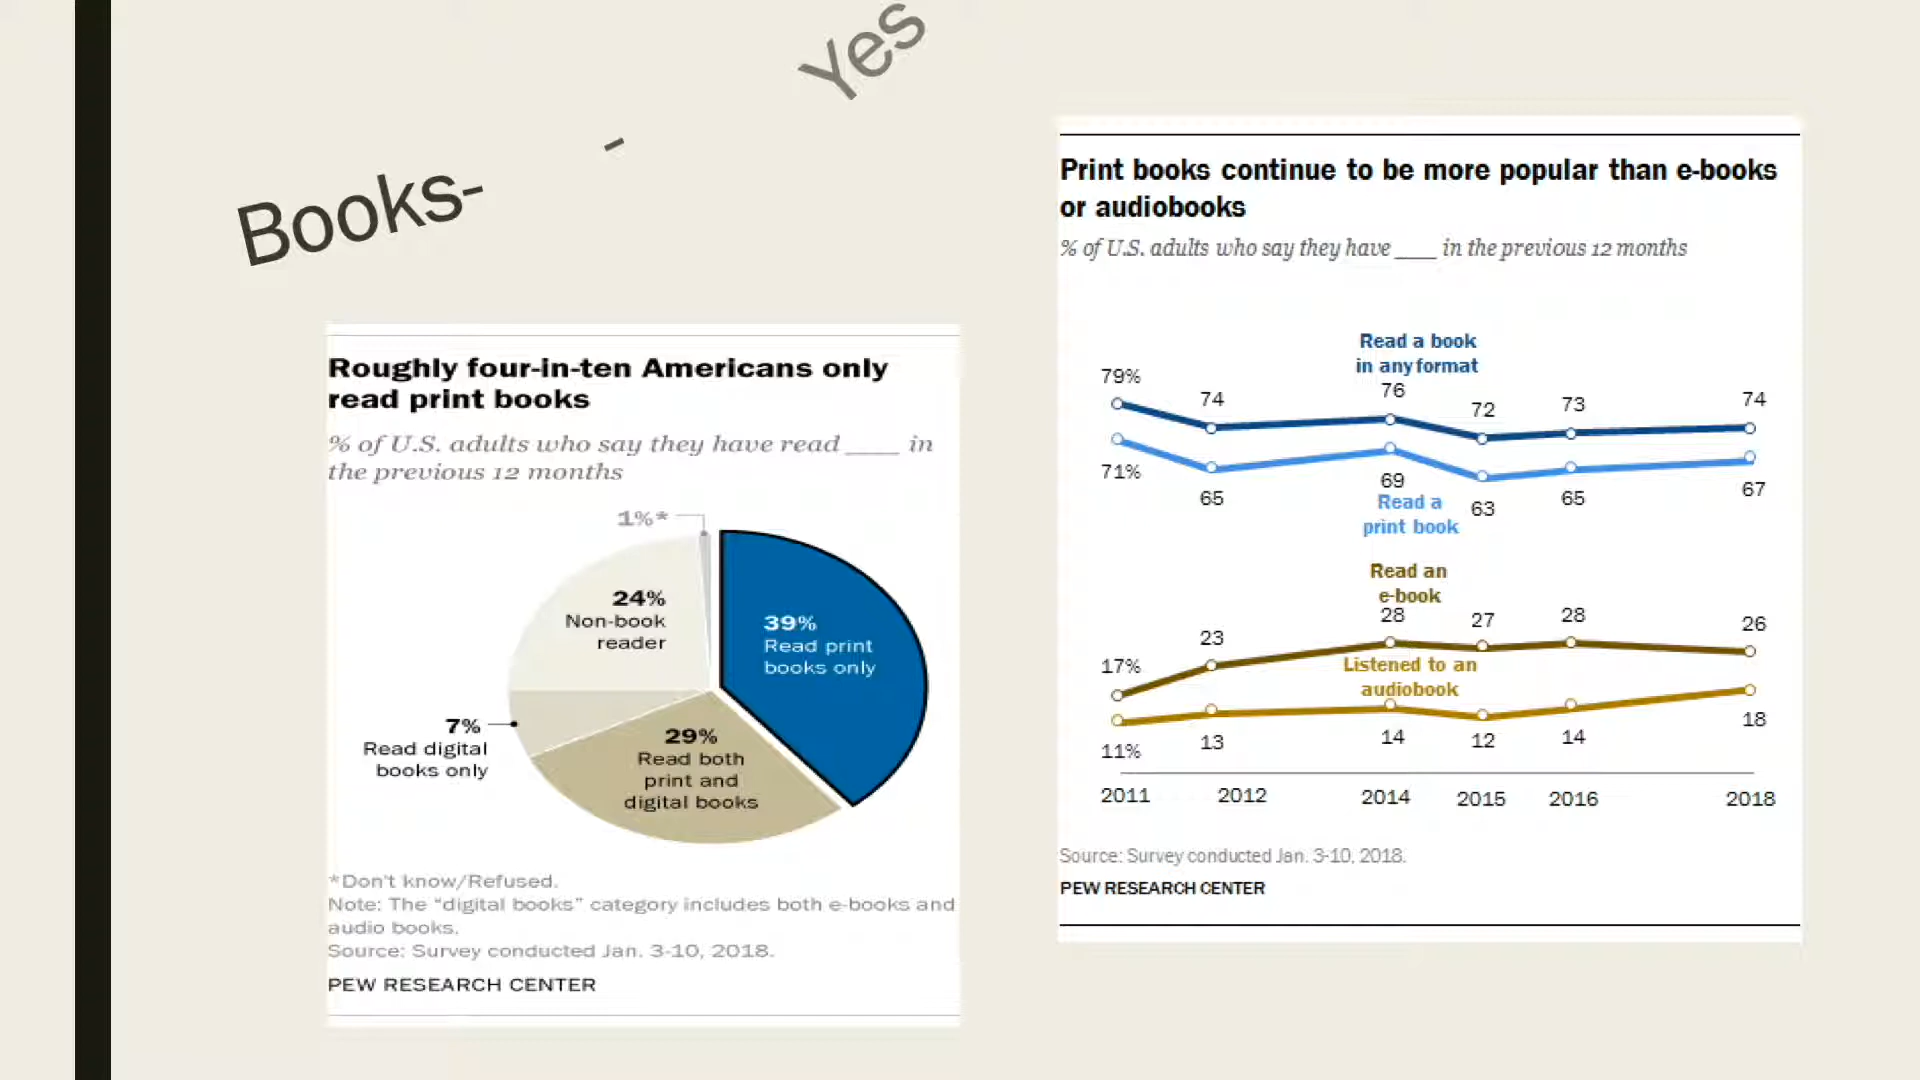 Books- - Yes
Roughly four-in-ten Americans only
read print books
% of U.S. adults who say they have read ____ in
the previous 12 months
1%*
24%
Non-book
reader
39%
Read print
books only
7%
Read digital
books only
29%
Read both
print and
digital books
*Don't know/Refused.
Note: The “digital books” category includes both e-books and
audio books.
Source: Survey conducted Jan. 3-10, 2018.
PEW RESEARCH CENTER
Print books continue to be more popular than e-books
or audiobooks
% of U.S. adults who say they have ____ in the previous 12 months
Read a book
in any format
79% 74 76 72 73 74
71% 65 69 63 65 67
Read a
print book
Read an
e-book
17% 23 28 27 28 26
Listened to an
audiobook
11% 13 14 12 14 18
2011 2012 2014 2015 2016 2018
Source: Survey conducted Jan. 3-10, 2018.
PEW RESEARCH CENTER